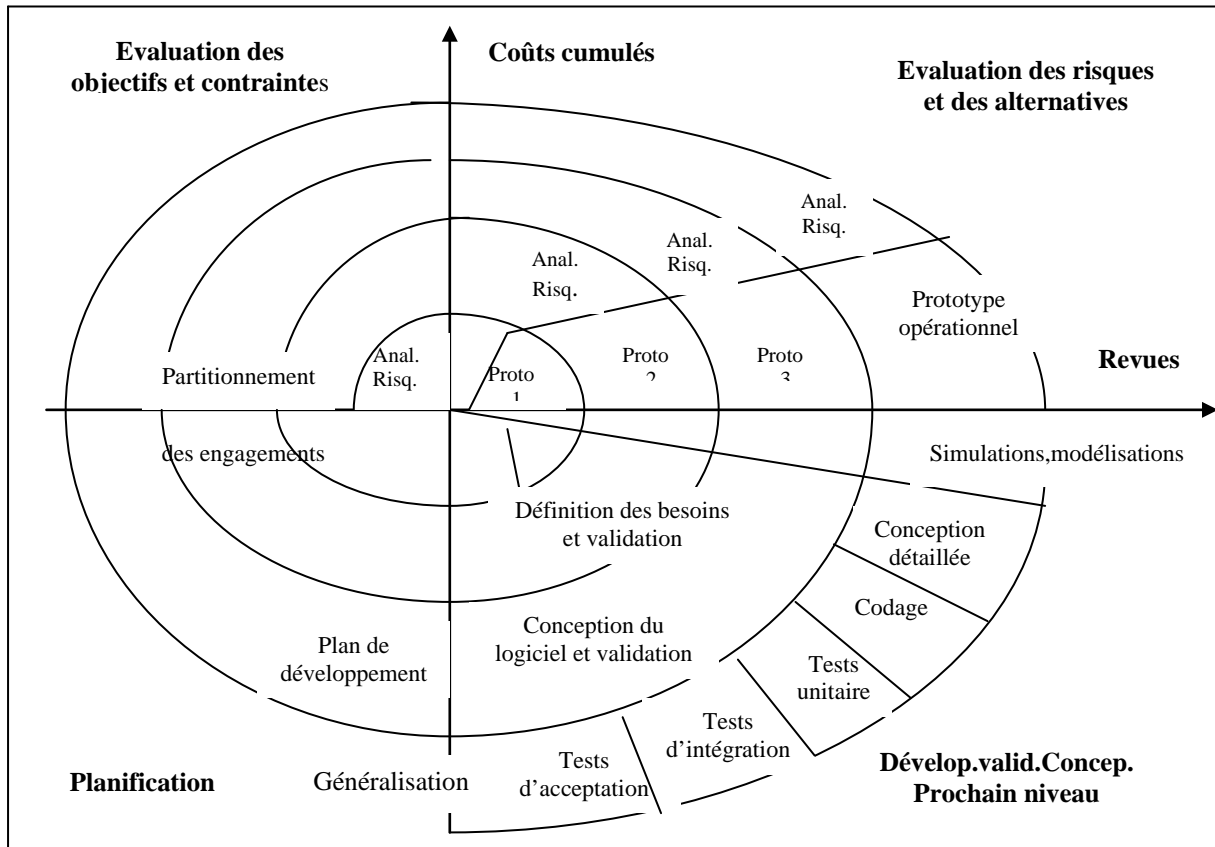 Evaluation des
objectifs et contraintes
Coûts cumulés
Evaluation des risques
et des alternatives
Anal.
Risq.
Anal.
Risq.
Anal.
Risq.
Prototype
opérationnel
Anal.
Risq.
Proto
1
Proto
2
Proto
3
Revues
Partitionnement
des engagements
Simulations,modélisations
Définition des besoins
et validation
Conception
détaillée
Codage
Plan de
développement
Conception du
logiciel et validation
Tests
unitaire
Tests
d'intégration
Tests
d'acceptation
Planification
Généralisation
Dévelop.valid.Concep.
Prochain niveau